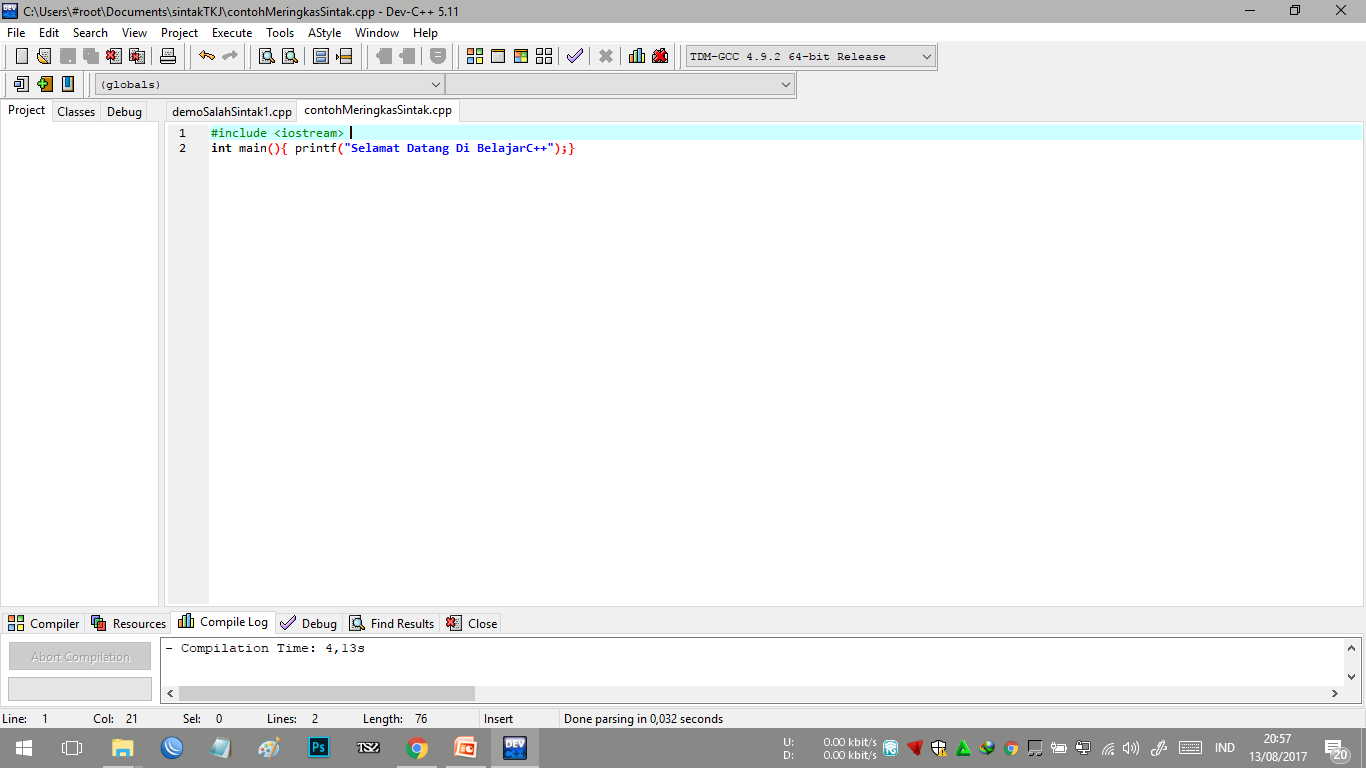 C:\Users\#root\Documents\sintakTKJ\contohMeringkasSintak.cpp - Dev-C++ 5.11
File Edit Search View Project Execute Tools AStyle Window Help
TDM-GCC 4.9.2 64-bit Release
(globals)
Project Classes Debug demoSalahSintak1.cpp contohMeringkasSintak.cpp
1 #include <iostream>
2 int main(){ printf("Selamat Datang Di BelajarC++");}
Compiler Resources Compile Log Debug Find Results Close
Abort Compilation
- Compilation Time: 4,13s
Line: 1 Col: 21 Sel: 0 Lines: 2 Length: 76 Insert Done parsing in 0,032 seconds
Ps TSZ DEV C++
U: 0.00 kbit/s
D: 0.00 kbit/s
IND
20:57
13/08/2017
20